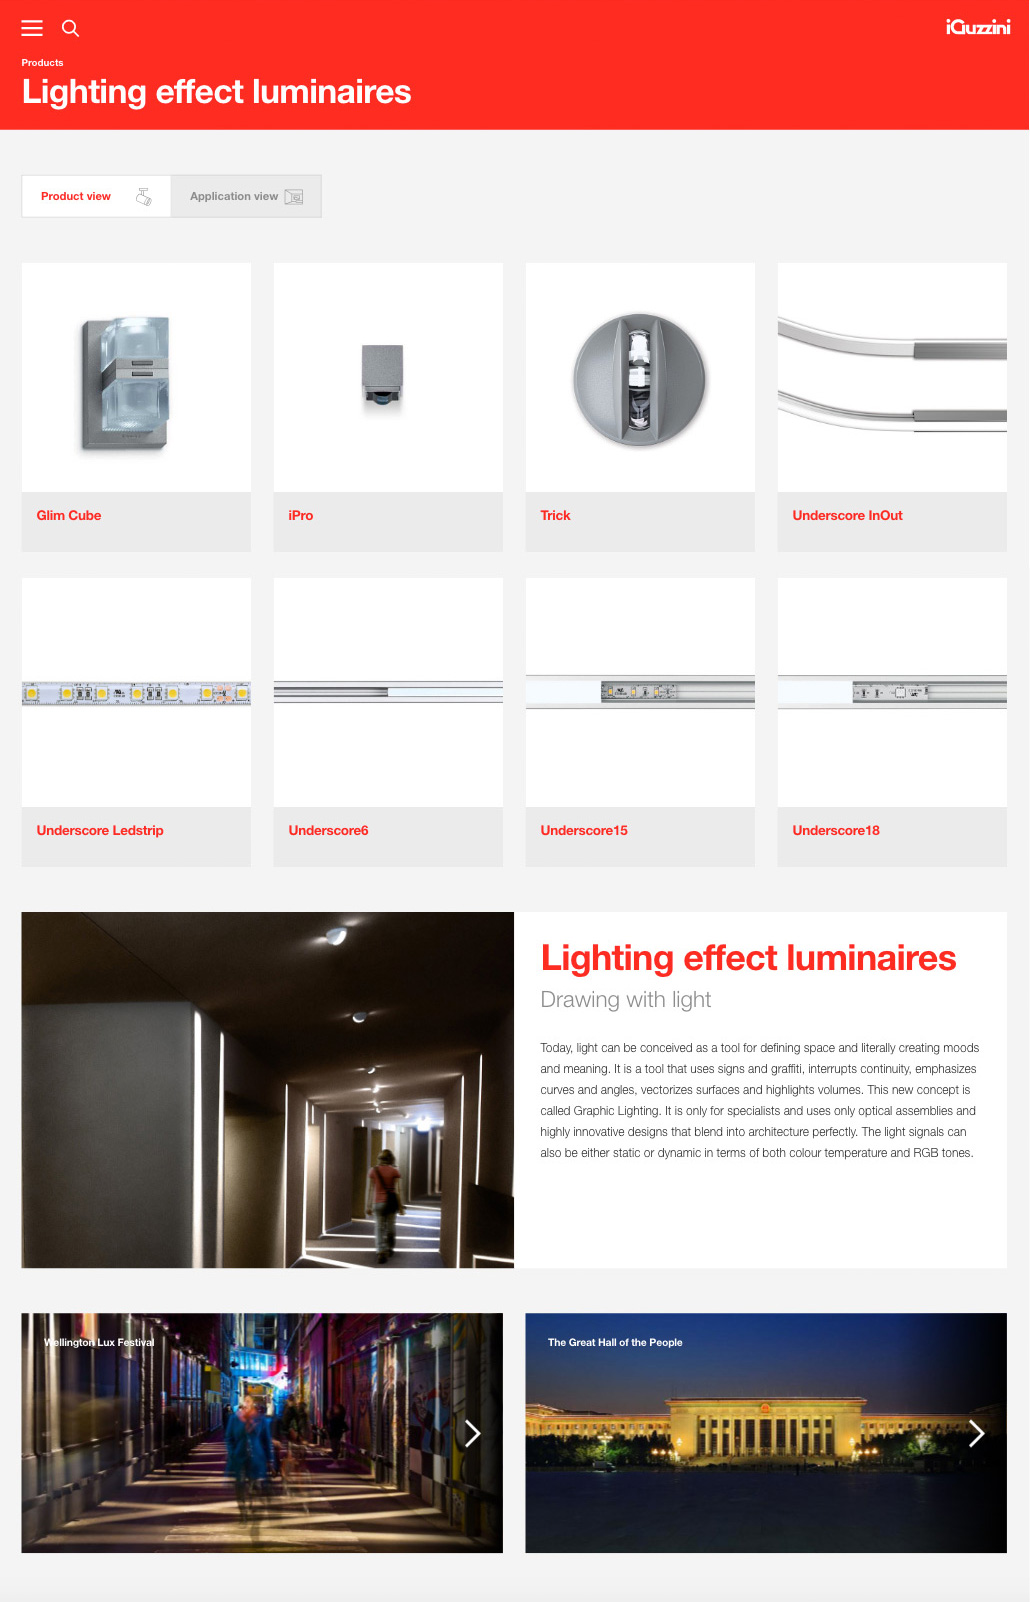 iGuzzini
Products
Lighting effect luminaires
Product view
Application view
Glim Cube
iPro
Trick
Underscore InOut
Underscore Ledstrip
Underscore6
Underscore15
Underscore18
Lighting effect luminaires
Drawing with light
Today, light can be conceived as a tool for defining space and literally creating moods
and meaning. It is a tool that uses signs and graffiti, interrupts continuity, emphasizes
curves and angles, vectorizes surfaces and highlights volumes. This new concept is
called Graphic Lighting. It is only for specialists and uses only optical assemblies and
highly innovative designs that blend into architecture perfectly. The light signals can
also be either static or dynamic in terms of both colour temperature and RGB tones.
Wellington Lux Festival
The Great Hall of the People